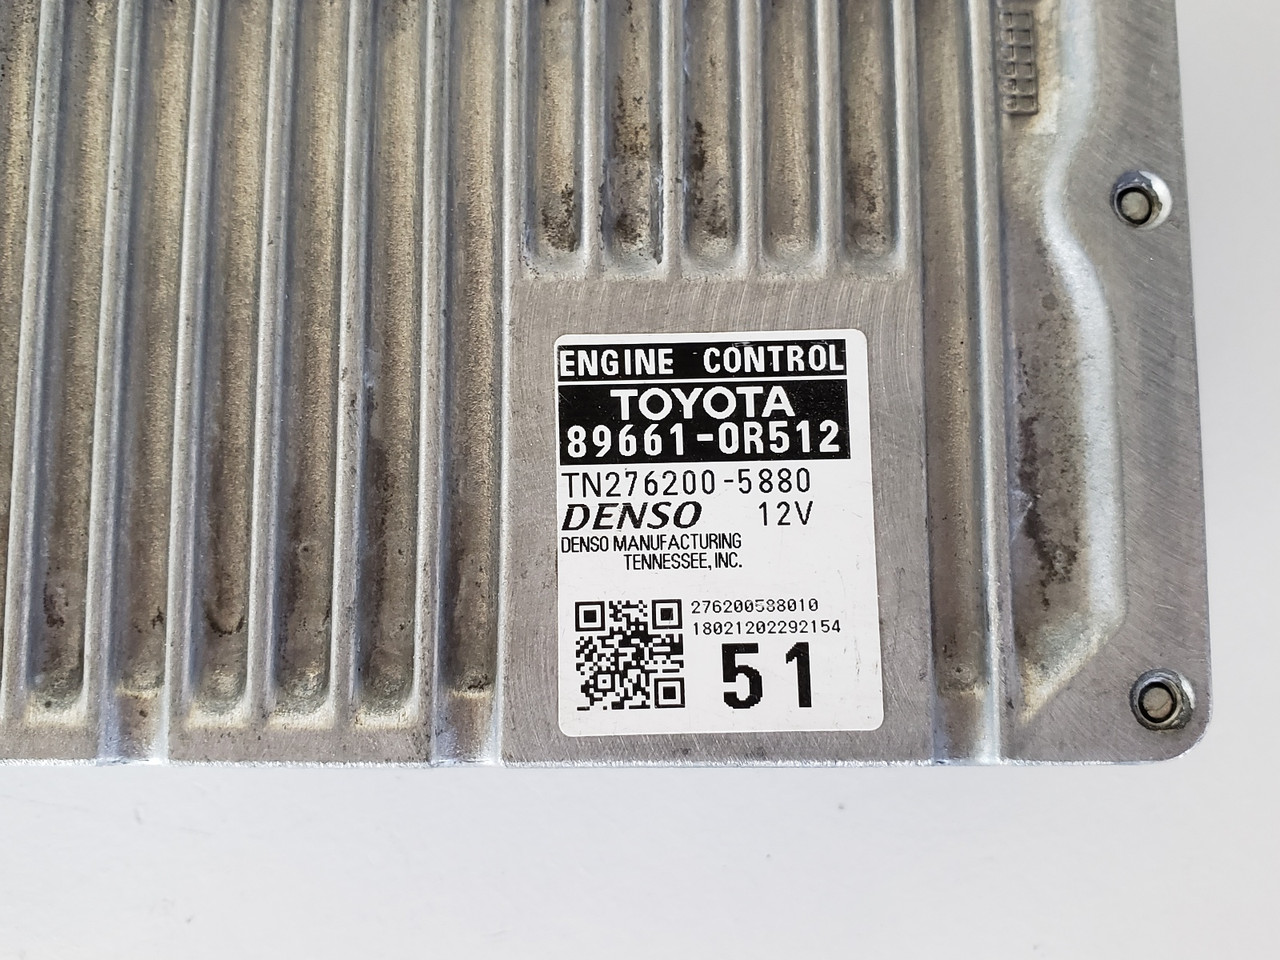 ENGINE CONTROL
TOYOTA
89661-0R512
TN276200-5880
DENSO 12V
DENSO MANUFACTURING
TENNESSEE, INC.
276200588010
18021202292154
51